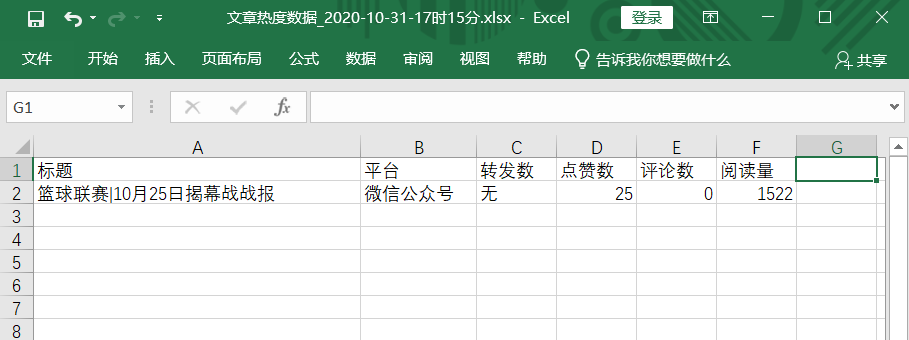 文章热度数据_2020-10-31-17时15分.xlsx - Excel
登录
文件 开始 插入 页面布局 公式 数据 审阅 视图 帮助 告诉我你想要做什么 共享
G1 fx
A B C D E F G
1 标题 平台 转发数 点赞数 评论数 阅读量
2 篮球联赛|10月25日揭幕战战报 微信公众号 无 25 0 1522
3
4
5
6
7
8